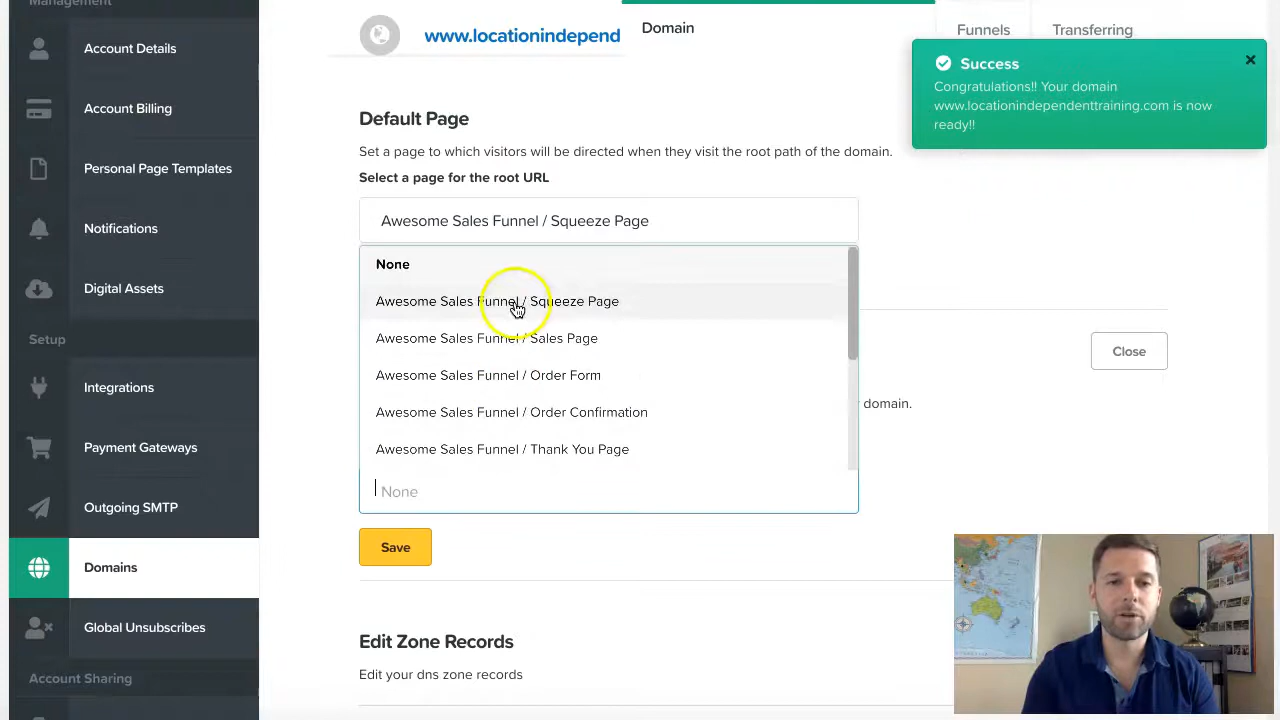 Management
Account Details
Account Billing
Personal Page Templates
Notifications
Digital Assets
Setup
Integrations
Payment Gateways
Outgoing SMTP
Domains
Global Unsubscribes
Account Sharing
www.locationindepend
Domain
Funnels
Transferring
Success
Congratulations!! Your domain
www.locationindependenttraining.com is now
ready!!
Default Page
Set a page to which visitors will be directed when they visit the root path of the domain.
Select a page for the root URL
Awesome Sales Funnel / Squeeze Page
None
Awesome Sales Funnel / Squeeze Page
Awesome Sales Funnel / Sales Page
Awesome Sales Funnel / Order Form
Awesome Sales Funnel / Order Confirmation
Awesome Sales Funnel / Thank You Page
None
Close
domain.
Save
Edit Zone Records
Edit your dns zone records